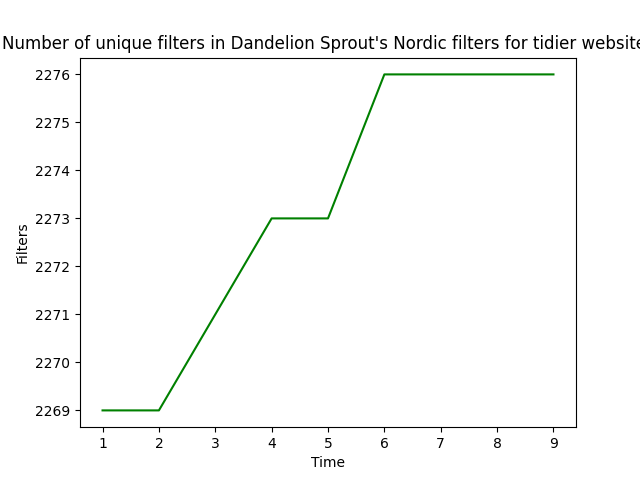 Number of unique filters in Dandelion Sprout's Nordic filters for tidier website
Filters
2276
2275
2274
2273
2272
2271
2270
2269
1 2 3 4 5 6 7 8 9
Time